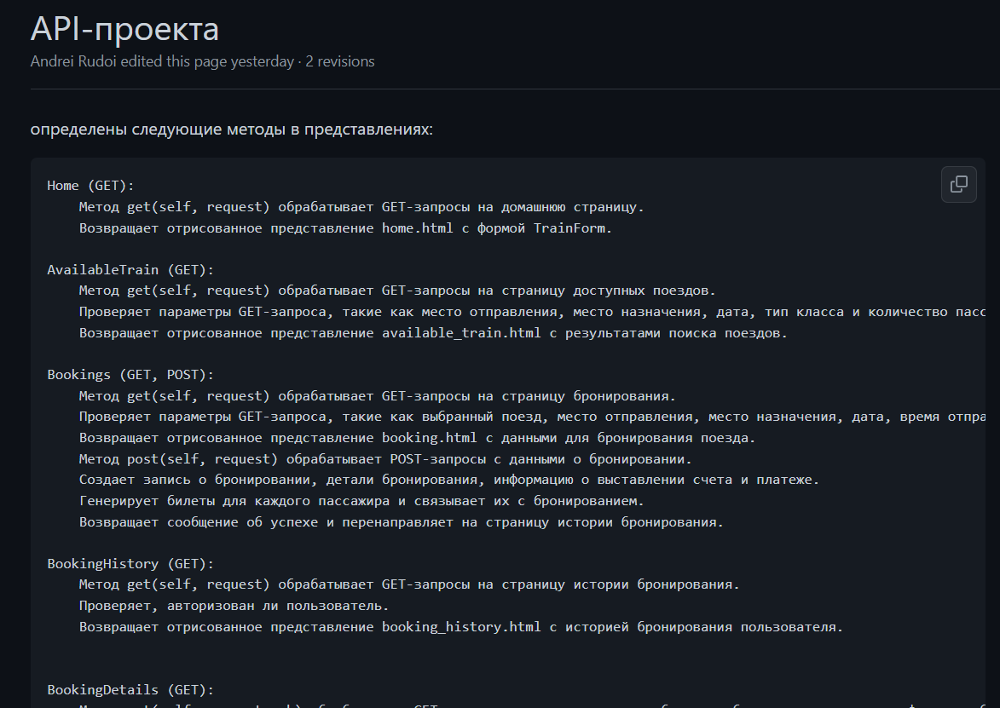 API-проекта
Andrei Rudoi edited this page yesterday · 2 revisions
определены следующие методы в представлениях:
Home (GET):
Метод get(self, request) обрабатывает GET-запросы на домашнюю страницу.
Возвращает отрисованное представление home.html с формой TrainForm.
AvailableTrain (GET):
Метод get(self, request) обрабатывает GET-запросы на страницу доступных поездов.
Проверяет параметры GET-запроса, такие как место отправления, место назначения, дата, тип класса и количество пасс
Возвращает отрисованное представление available_train.html с результатами поиска поездов.
Bookings (GET, POST):
Метод get(self, request) обрабатывает GET-запросы на страницу бронирования.
Проверяет параметры GET-запроса, такие как выбранный поезд, место отправления, место назначения, дата, время отпра
Возвращает отрисованное представление booking.html с данными для бронирования поезда.
Метод post(self, request) обрабатывает POST-запросы с данными о бронировании.
Создает запись о бронировании, детали бронирования, информацию о выставлении счета и платеже.
Генерирует билеты для каждого пассажира и связывает их с бронированием.
Возвращает сообщение об успехе и перенаправляет на страницу истории бронирования.
BookingHistory (GET):
Метод get(self, request) обрабатывает GET-запросы на страницу истории бронирования.
Проверяет, авторизован ли пользователь.
Возвращает отрисованное представление booking_history.html с историей бронирования пользователя.
BookingDetails (GET):